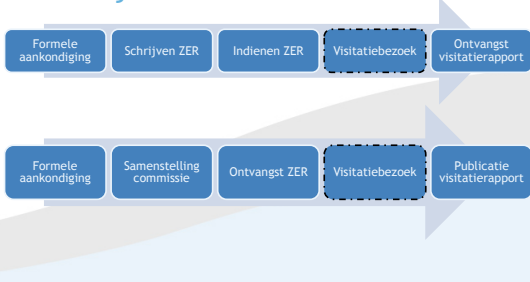 Formele
aankondiging
Schrijven ZER
Indienen ZER
Visitatiebezoek
Ontvangst
visitatierapport
Formele
aankondiging
Samenstelling
commissie
Ontvangst ZER
Visitatiebezoek
Publicatie
visitatierapport